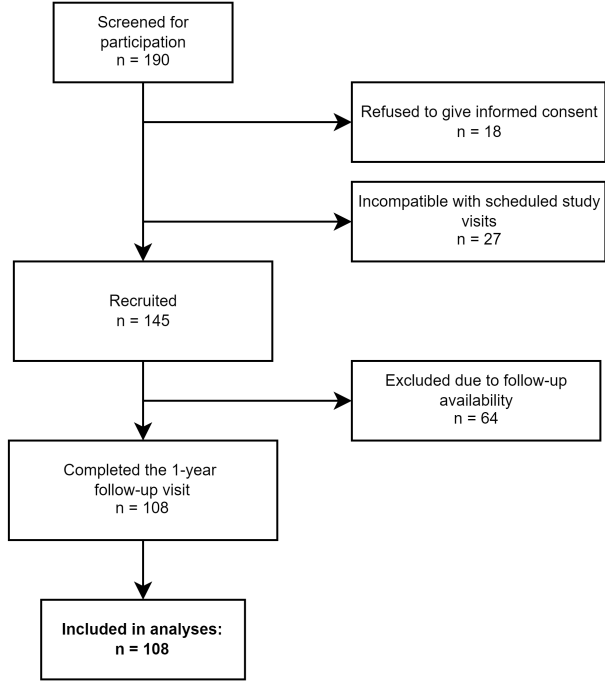 Screened for
participation
n = 190
Refused to give informed consent
n = 18
Incompatible with scheduled study
visits
n = 27
Recruited
n = 145
Excluded due to follow-up
availability
n = 64
Completed the 1-year
follow-up visit
n = 108
Included in analyses:
n = 108